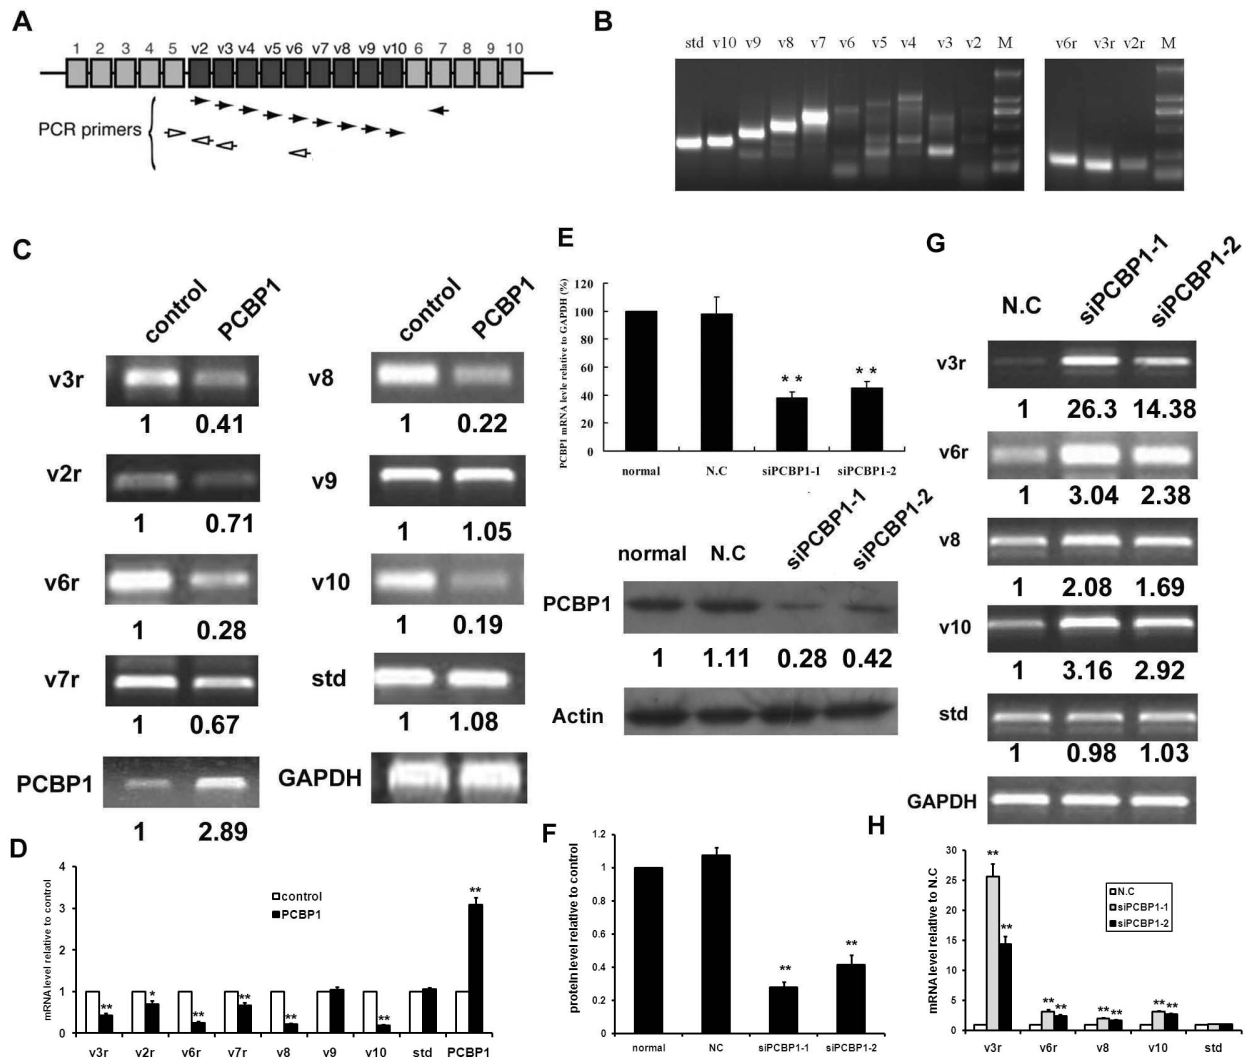 A
1 2 3 4 5 v2 v3 v4 v5 v6 v7 v8 v9 v10 6 7 8 9 10
PCR primers
B
std v10 v9 v8 v7 v6 v5 v4 v3 v2 M
v6r v3r v2r M
C
control PCBP1
v3r
1 0.41
v2r
1 0.71
v6r
1 0.28
v7r
1 0.67
PCBP1
1 2.89
control PCBP1
v8
1 0.22
v9
1 1.05
v10
1 0.19
std
1 1.08
GAPDH
D
mRNA level relative to control
4
3
2
1
0
control
PCBP1
** * ** ** ** ** **
v3r v2r v6r v7r v8 v9 v10 std PCBP1
E
PCBP1 mRNA levle relative to GAPDH (%)
120
100
80
60
40
20
0
** **
normal N.C siPCBP1-1 siPCBP1-2
normal N.C siPCBP1-1 siPCBP1-2
PCBP1
1 1.11 0.28 0.42
Actin
F
protein level relative to control
1.2
1
0.8
0.6
0.4
0.2
0
** **
normal NC siPCBP1-1 siPCBP1-2
G
N.C siPCBP1-1 siPCBP1-2
v3r
1 26.3 14.38
v6r
1 3.04 2.38
v8
1 2.08 1.69
v10
1 3.16 2.92
std
1 0.98 1.03
GAPDH
H
mRNA level relative to N.C
30
25
20
15
10
5
0
N.C
siPCBP1-1
siPCBP1-2
** ** ** ** ** ** ** **
v3r v6r v8 v10 std